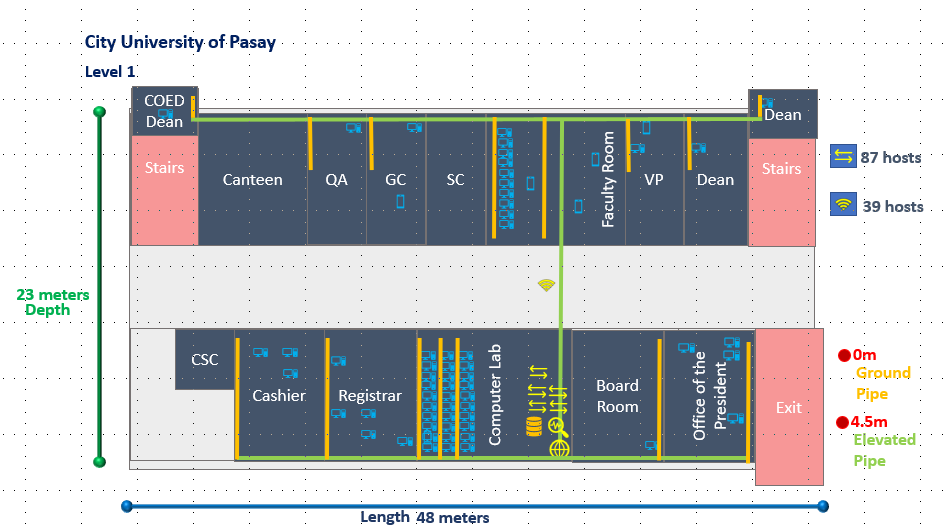 City University of Pasay
Level 1
COED
Dean
Dean
Stairs
Canteen
QA
GC
SC
Faculty Room
VP
Dean
Stairs
87 hosts
39 hosts
23 meters
Depth
CSC
Cashier
Registrar
Computer Lab
Board
Room
Office of the
President
Exit
0m
Ground
Pipe
4.5m
Elevated
Pipe
Length 48 meters